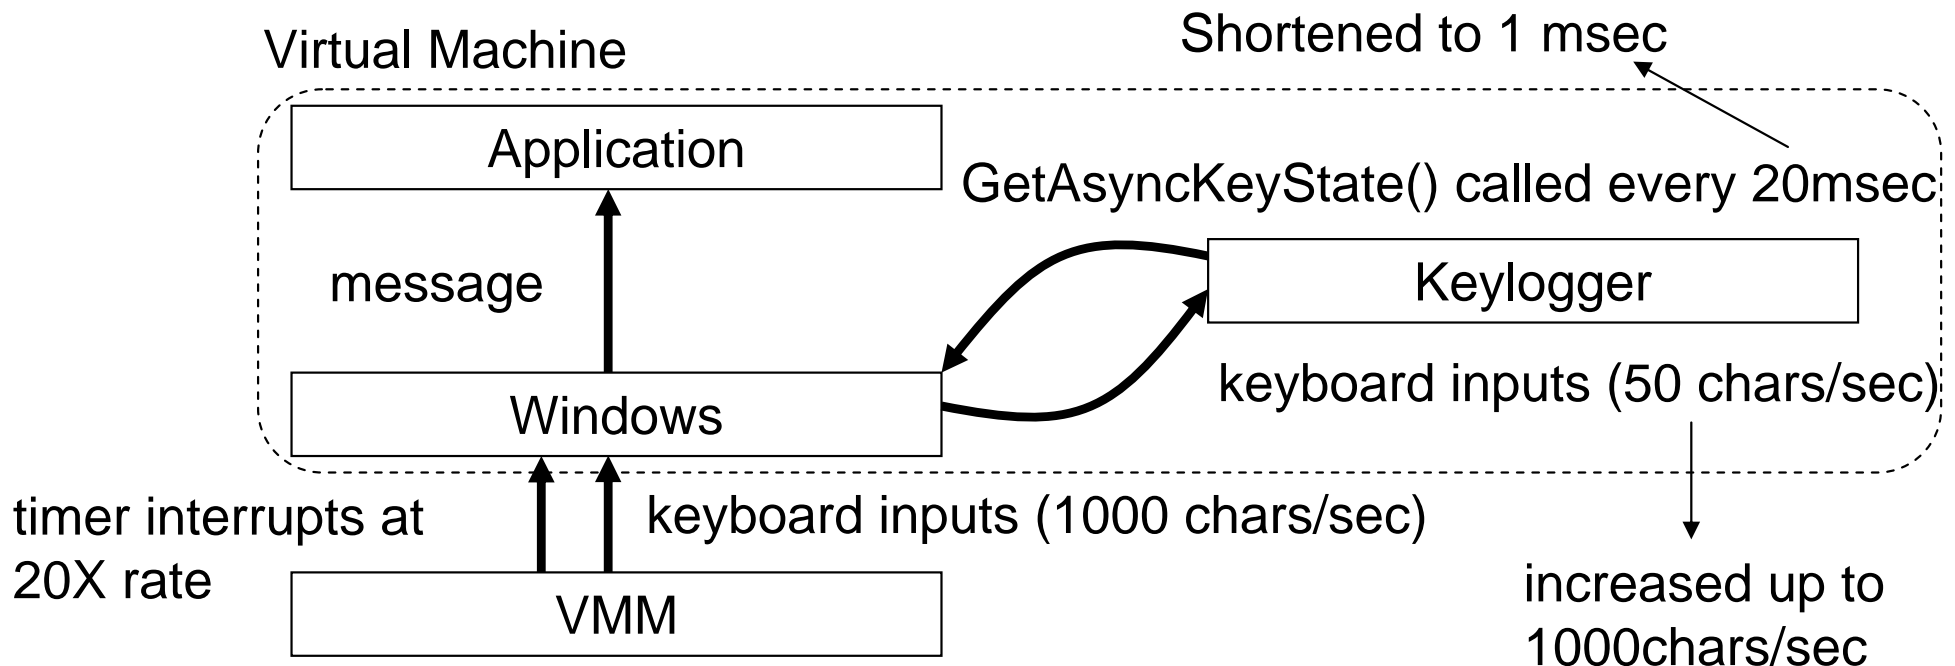 Shortened to 1 msec
Virtual Machine
Application
GetAsyncKeyState() called every 20msec
message
Keylogger
keyboard inputs (50 chars/sec)
Windows
timer interrupts at
20X rate
keyboard inputs (1000 chars/sec)
VMM
increased up to
1000chars/sec